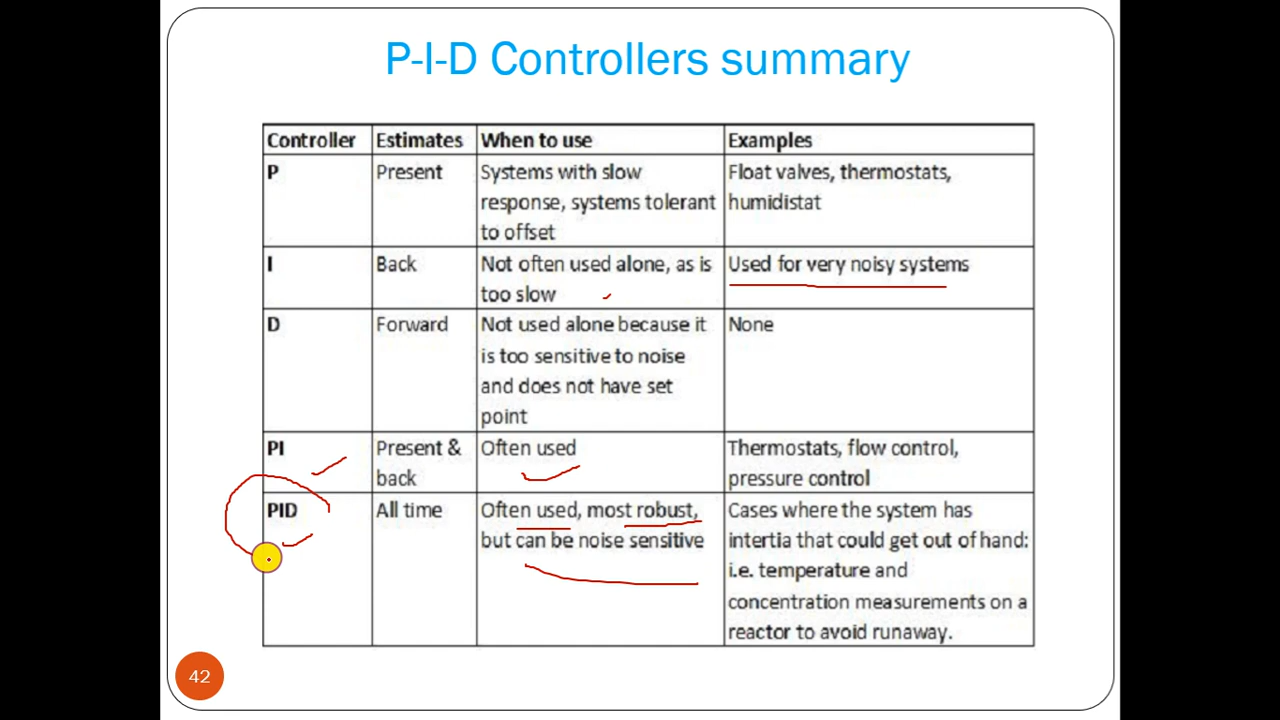 P-I-D Controllers summary
Controller Estimates When to use Examples
P Present Systems with slow Float valves, thermostats,
response, systems tolerant humidistat
to offset
I Back Not often used alone, as is Used for very noisy systems
too slow
D Forward Not used alone because it None
is too sensitive to noise
and does not have set
point
PI Present & Often used Thermostats, flow control,
back pressure control
PID All time Often used, most robust, Cases where the system has
but can be noise sensitive intertia that could get out of hand:
i.e. temperature and
concentration measurements on a
reactor to avoid runaway.
42